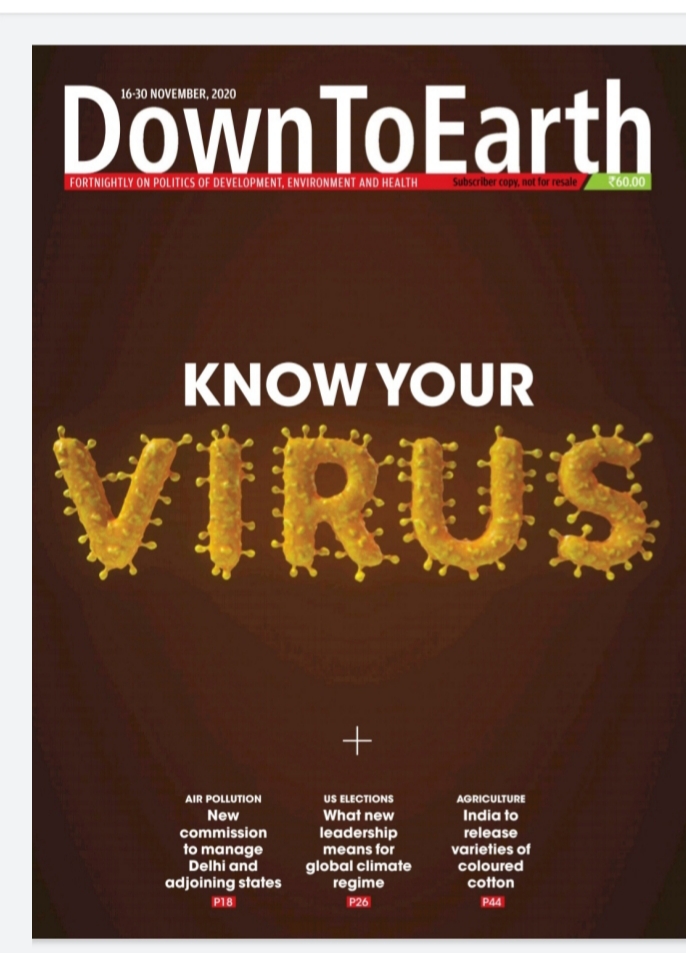 16-30 NOVEMBER, 2020
DownToEarth
FORTNIGHTLY ON POLITICS OF DEVELOPMENT, ENVIRONMENT AND HEALTH
Subscriber copy, not for resale
₹60.00
KNOW YOUR
VIRUS
AIR POLLUTION
New
commission
to manage
Delhi and
adjoining states
P18
US ELECTIONS
What new
leadership
means for
global climate
regime
P26
AGRICULTURE
India to
release
varieties of
coloured
cotton
P44